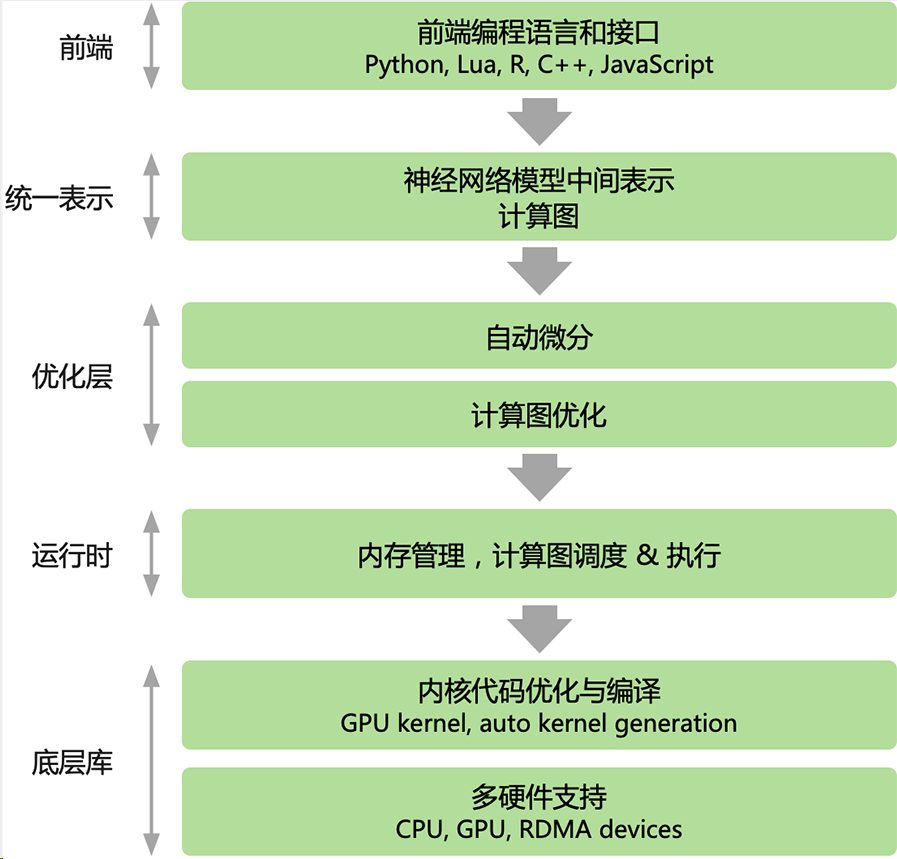 前端
前端编程语言和接口
Python, Lua, R, C++, JavaScript
统一表示
神经网络模型中间表示
计算图
优化层
自动微分
计算图优化
运行时
内存管理，计算图调度 & 执行
底层库
内核代码优化与编译
GPU kernel, auto kernel generation
多硬件支持
CPU, GPU, RDMA devices